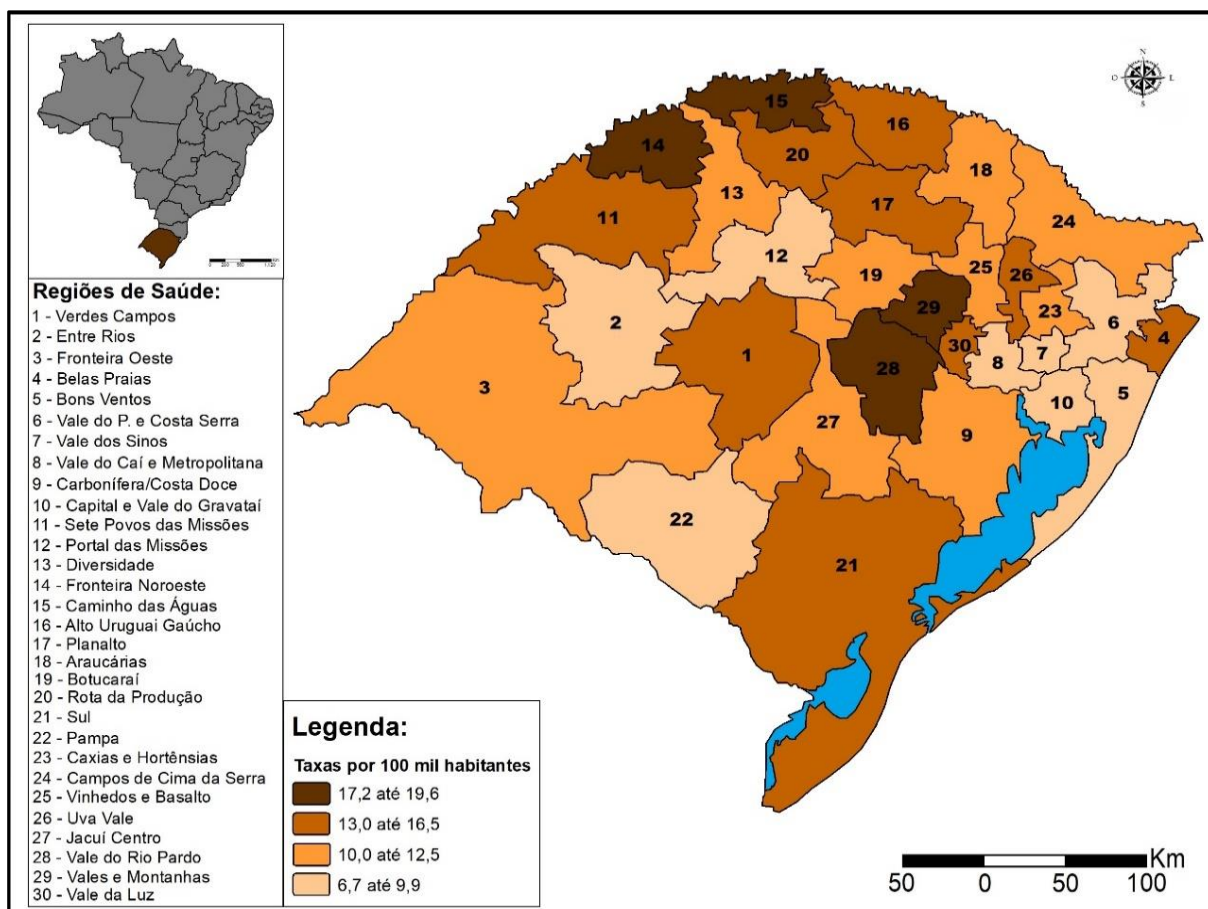 N
O
L
S
0
280
560
1.120
Km
Regiões de Saúde:
1 - Verdes Campos
2 - Entre Rios
3 - Fronteira Oeste
4 - Belas Praias
5 - Bons Ventos
6 - Vale do P. e Costa Serra
7 - Vale dos Sinos
8 - Vale do Caí e Metropolitana
9 - Carbonífera/Costa Doce
10 - Capital e Vale do Gravataí
11 - Sete Povos das Missões
12 - Portal das Missões
13 - Diversidade
14 - Fronteira Noroeste
15 - Caminho das Águas
16 - Alto Uruguai Gaúcho
17 - Planalto
18 - Araucárias
19 - Botucaraí
20 - Rota da Produção
21 - Sul
22 - Pampa
23 - Caxias e Hortênsias
24 - Campos de Cima da Serra
25 - Vinhedos e Basalto
26 - Uva Vale
27 - Jacuí Centro
28 - Vale do Rio Pardo
29 - Vales e Montanhas
30 - Vale da Luz
15
16
14
20
18
13
11
17
24
12
19
25
26
29
23
6
2
4
1
30
8
7
28
3
10
5
27
9
22
21
Legenda:
Taxas por 100 mil habitantes
17,2 até 19,6
13,0 até 16,5
10,0 até 12,5
6,7 até 9,9
Km
50 0 50 100